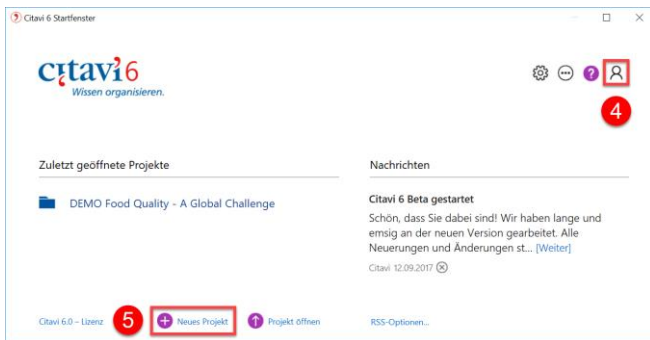 Citavi 6 Startfenster
citavi6
Wissen organisieren.
?
4
Zuletzt geöffnete Projekte
DEMO Food Quality - A Global Challenge
Nachrichten
Citavi 6 Beta gestartet
Schön, dass Sie dabei sind! Wir haben lange und
emsig an der neuen Version gearbeitet. Alle
Neuerungen und Änderungen st... [Weiter]
Citavi 12.09.2017
Citavi 6.0 – Lizenz
5
Neues Projekt
Projekt öffnen
RSS-Optionen...